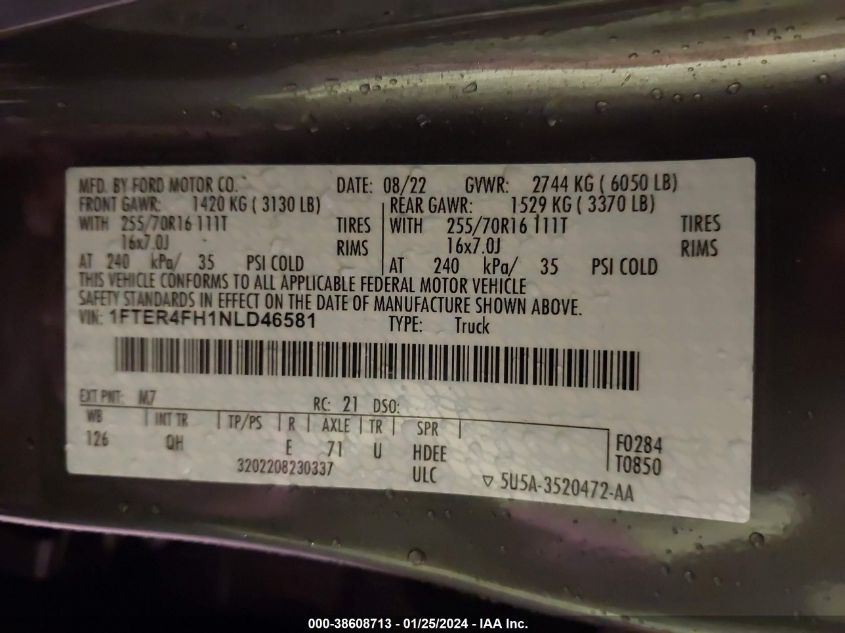 MFD. BY FORD MOTOR CO. DATE: 08/22 GVWR: 2744 KG ( 6050 LB)
FRONT GAWR: 1420 KG ( 3130 LB) REAR GAWR: 1529 KG ( 3370 LB)
WITH 255/70R16 111T TIRES WITH 255/70R16 111T TIRES
16x7.0J RIMS 16x7.0J RIMS
AT 240 kPa/ 35 PSI COLD AT 240 kPa/ 35 PSI COLD
THIS VEHICLE CONFORMS TO ALL APPLICABLE FEDERAL MOTOR VEHICLE
SAFETY STANDARDS IN EFFECT ON THE DATE OF MANUFACTURE SHOWN ABOVE.
VIN: 1FTER4FH1NLD46581 TYPE: Truck
EXT PNT: M7 RC: 21 DSO:
WB INT TR TP/PS R AXLE TR SPR
126 QH E 71 U HDEE F0284
3202208230337 ULC T0850
▽ 5U5A-3520472-AA
000-38608713 - 01/25/2024 - IAA Inc.